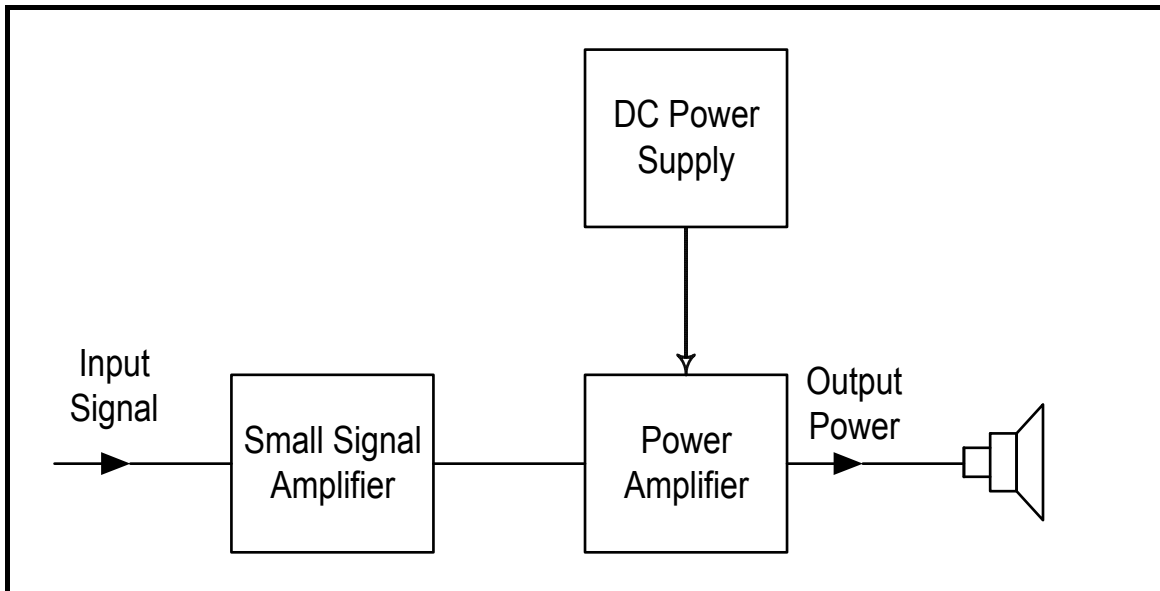 DC Power
Supply
Input
Signal
Small Signal
Amplifier
Power
Amplifier
Output
Power